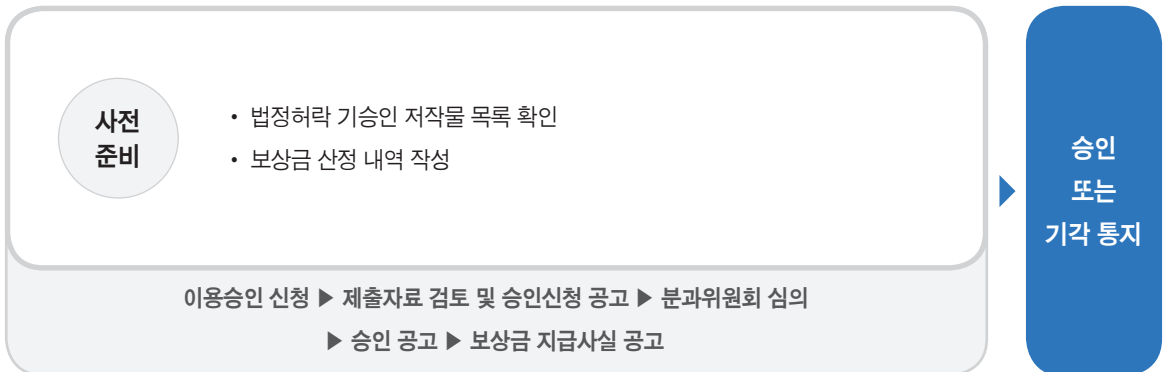 사전
준비
• 법정허락 기승인 저작물 목록 확인
• 보상금 산정 내역 작성
이용승인 신청 ▶ 제출자료 검토 및 승인신청 공고 ▶ 분과위원회 심의
▶ 승인 공고 ▶ 보상금 지급사실 공고
승인
또는
기각 통지